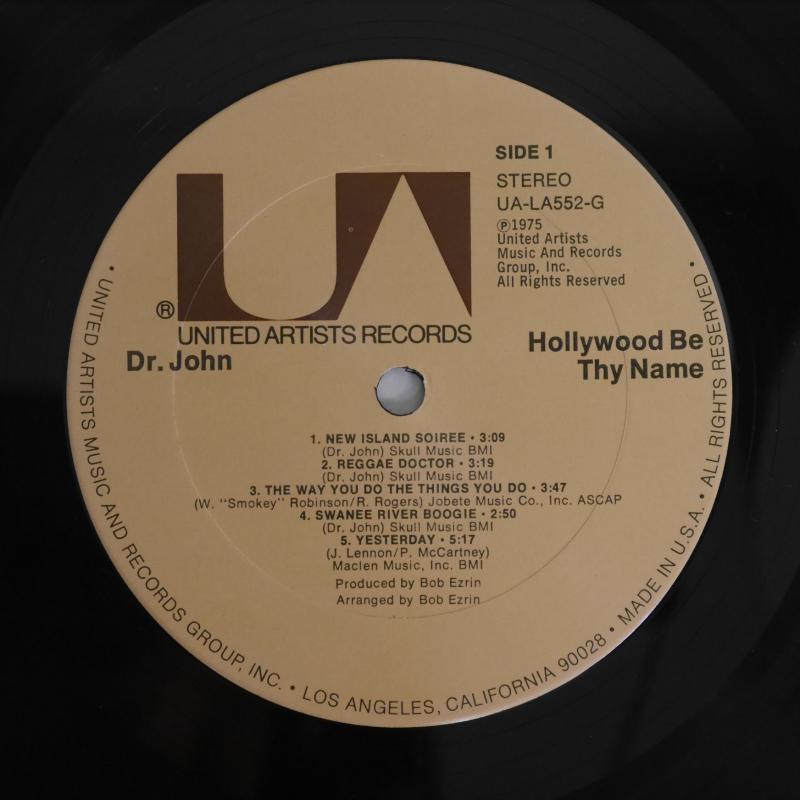 SIDE 1
STEREO
UA-LA552-G
Ⓟ1975
United Artists
Music And Records
Group, Inc.
All Rights Reserved
UA
®
UNITED ARTISTS RECORDS
Dr. John
Hollywood Be
Thy Name
1. NEW ISLAND SOIREE • 3:09
(Dr. John) Skull Music BMI
2. REGGAE DOCTOR • 3:19
(Dr. John) Skull Music BMI
3. THE WAY YOU DO THE THINGS YOU DO • 3:47
(W. "Smokey" Robinson/R. Rogers) Jobete Music Co., Inc. ASCAP
4. SWANEE RIVER BOOGIE • 2:50
(Dr. John) Skull Music BMI
5. YESTERDAY • 5:17
(J. Lennon/P. McCartney)
Maclen Music, Inc. BMI
Produced by Bob Ezrin
Arranged by Bob Ezrin
• UNITED ARTISTS MUSIC AND RECORDS GROUP, INC. • LOS ANGELES, CALIFORNIA 90028 • MADE IN U.S.A. • ALL RIGHTS RESERVED •